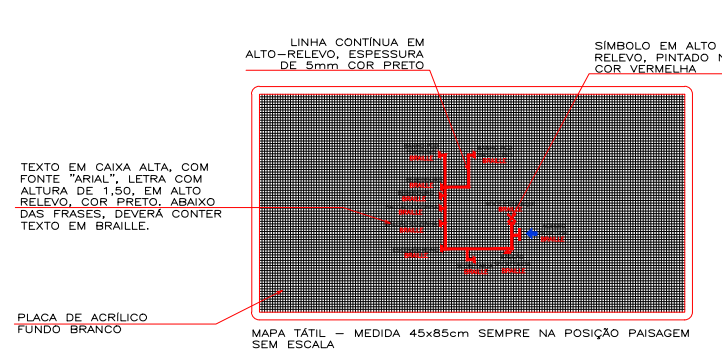 LINHA CONTÍNUA EM
ALTO-RELEVO, ESPESSURA
DE 5mm COR PRETO
SÍMBOLO EM ALTO
RELEVO, PINTADO N
COR VERMELHA
TEXTO EM CAIXA ALTA, COM
FONTE "ARIAL", LETRA COM
ALTURA DE 1,50, EM ALTO
RELEVO, COR PRETO. ABAIXO
DAS FRASES, DEVERÁ CONTER
TEXTO EM BRAILLE.
PLACA DE ACRÍLICO
FUNDO BRANCO
MAPA TÁTIL - MEDIDA 45x85cm SEMPRE NA POSIÇÃO PAISAGEM
SEM ESCALA